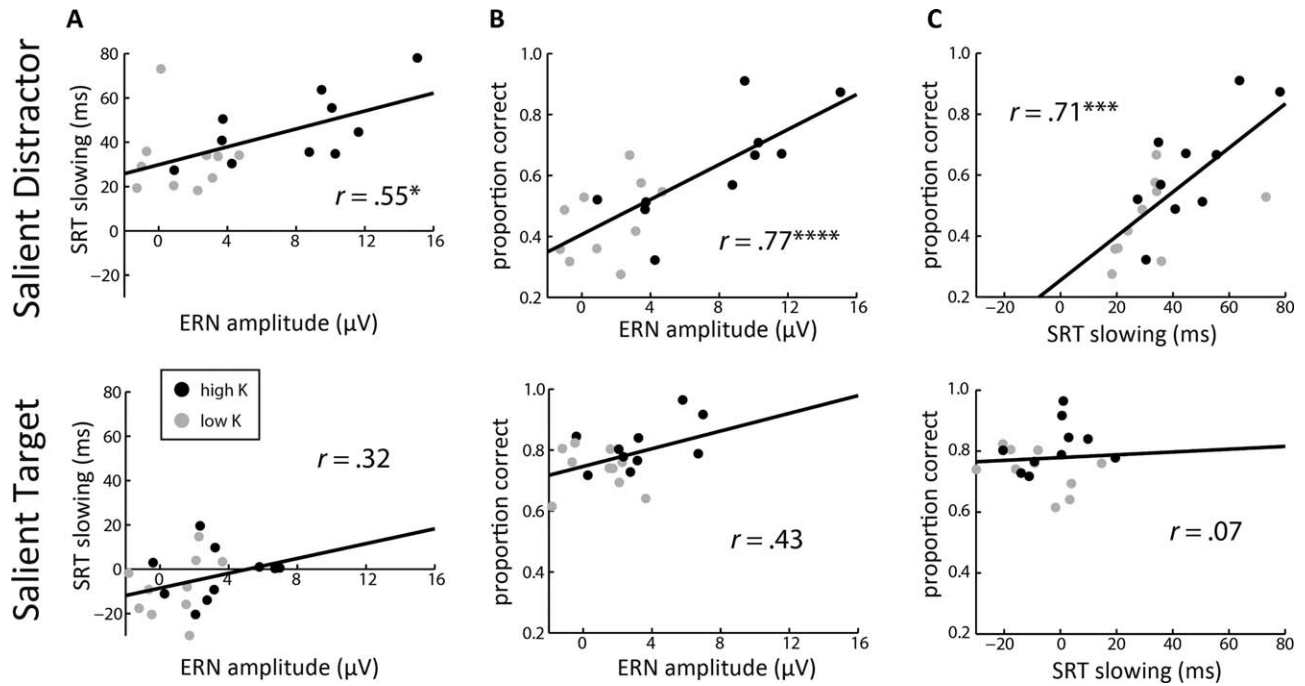 A
B
C
Salient Distractor
SRT slowing (ms)
80
60
40
20
0
−20
0
4
8
12
16
ERN amplitude (µV)
r = .55*
proportion correct
1.0
0.8
0.6
0.4
0.2
0
4
8
12
16
ERN amplitude (µV)
r = .77****
proportion correct
1.0
0.8
0.6
0.4
0.2
−20
0
20
40
60
80
SRT slowing (ms)
r = .71***
Salient Target
SRT slowing (ms)
80
60
40
20
0
−20
0
4
8
12
16
ERN amplitude (µV)
high K
low K
r = .32
proportion correct
1.0
0.8
0.6
0.4
0.2
0
4
8
12
16
ERN amplitude (µV)
r = .43
proportion correct
1.0
0.8
0.6
0.4
0.2
−20
0
20
40
60
80
SRT slowing (ms)
r = .07